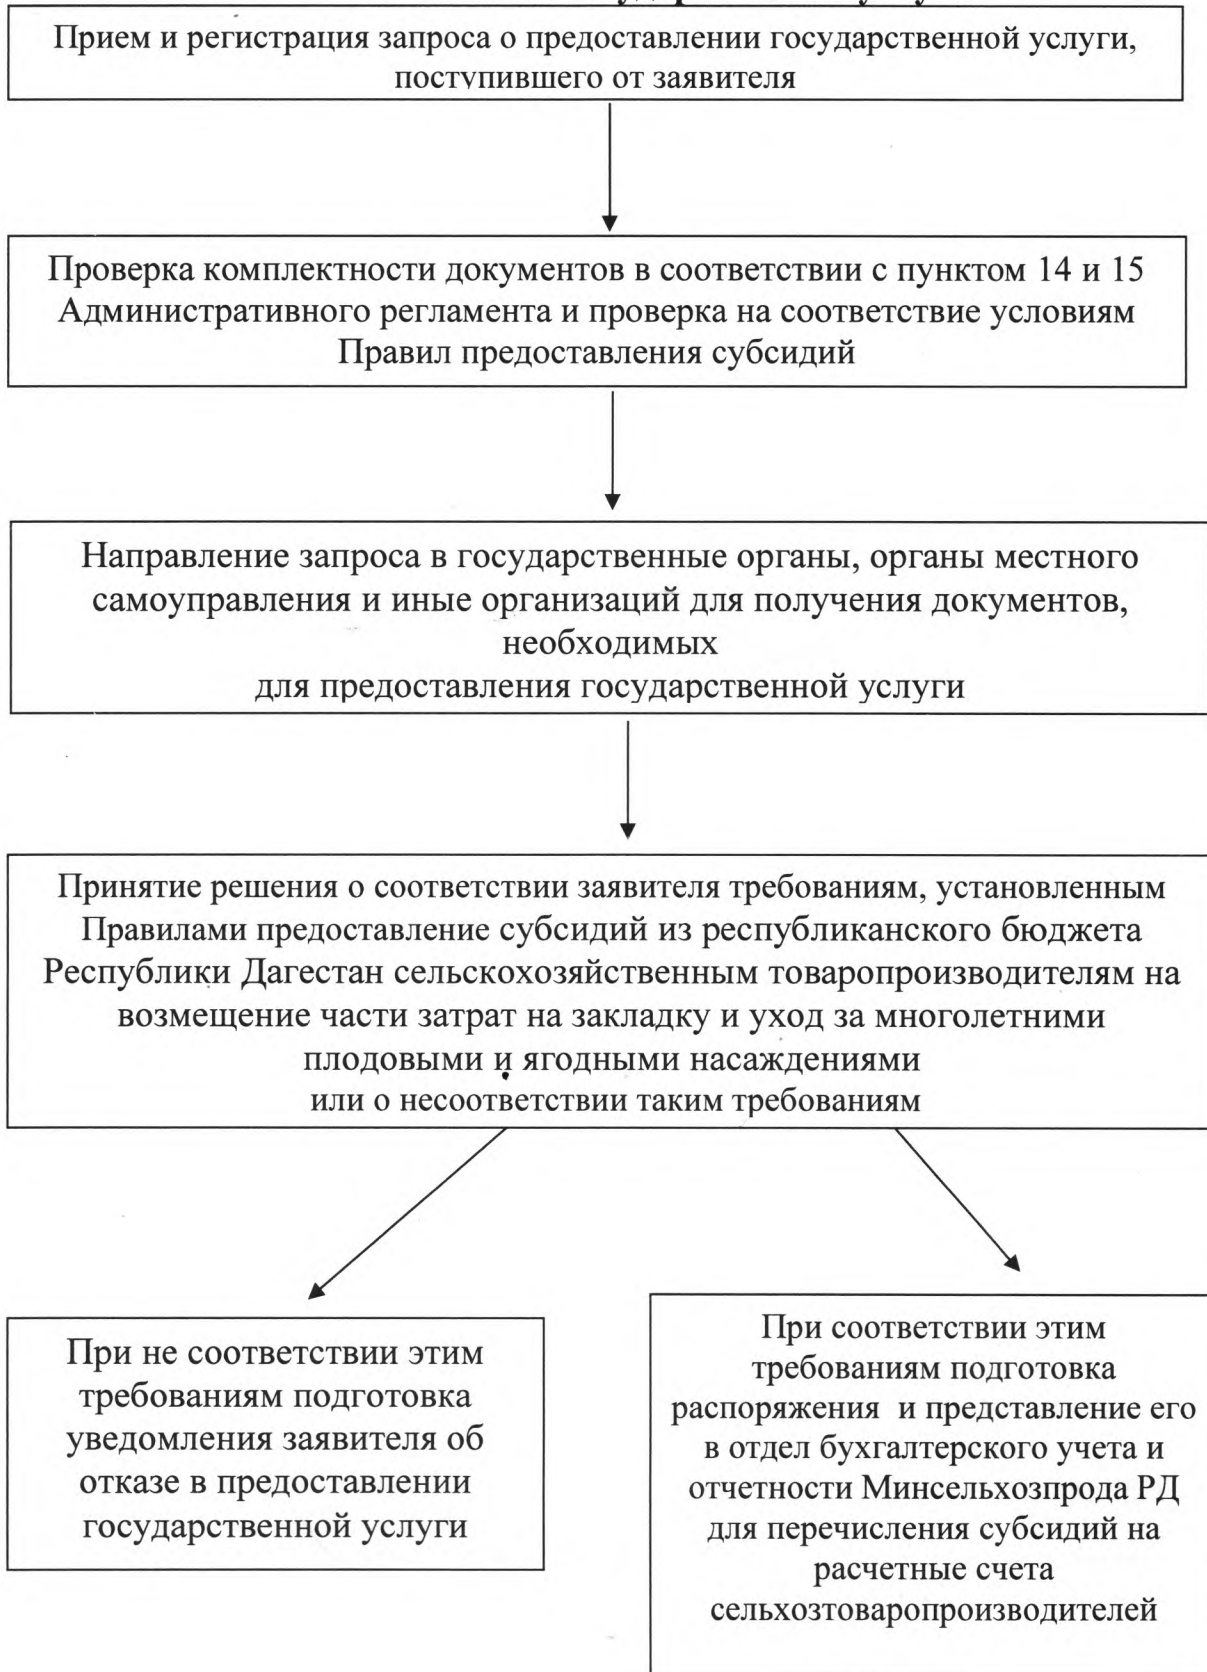 Прием и регистрация запроса о предоставлении государственной услуги,
поступившего от заявителя
Проверка комплектности документов в соответствии с пунктом 14 и 15
Административного регламента и проверка на соответствие условиям
Правил предоставления субсидий
Направление запроса в государственные органы, органы местного
самоуправления и иные организаций для получения документов,
необходимых
для предоставления государственной услуги
Принятие решения о соответствии заявителя требованиям, установленным
Правилами предоставление субсидий из республиканского бюджета
Республики Дагестан сельскохозяйственным товаропроизводителям на
возмещение части затрат на закладку и уход за многолетними
плодовыми и ягодными насаждениями
или о несоответствии таким требованиям
При не соответствии этим
требованиям подготовка
уведомления заявителя об
отказе в предоставлении
государственной услуги
При соответствии этим
требованиям подготовка
распоряжения и представление его
в отдел бухгалтерского учета и
отчетности Минсельхозпрода РД
для перечисления субсидий на
расчетные счета
сельхозтоваропроизводителей